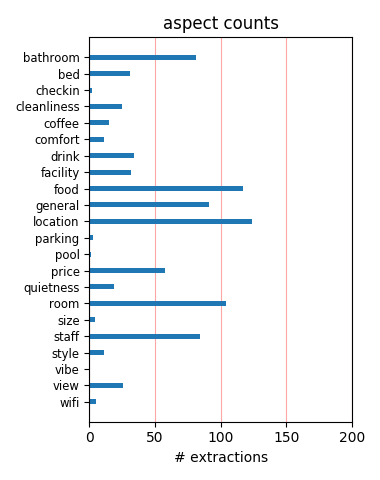 aspect counts
bathroom
bed
checkin
cleanliness
coffee
comfort
drink
facility
food
general
location
parking
pool
price
quietness
room
size
staff
style
vibe
view
wifi
0 50 100 150 200
# extractions